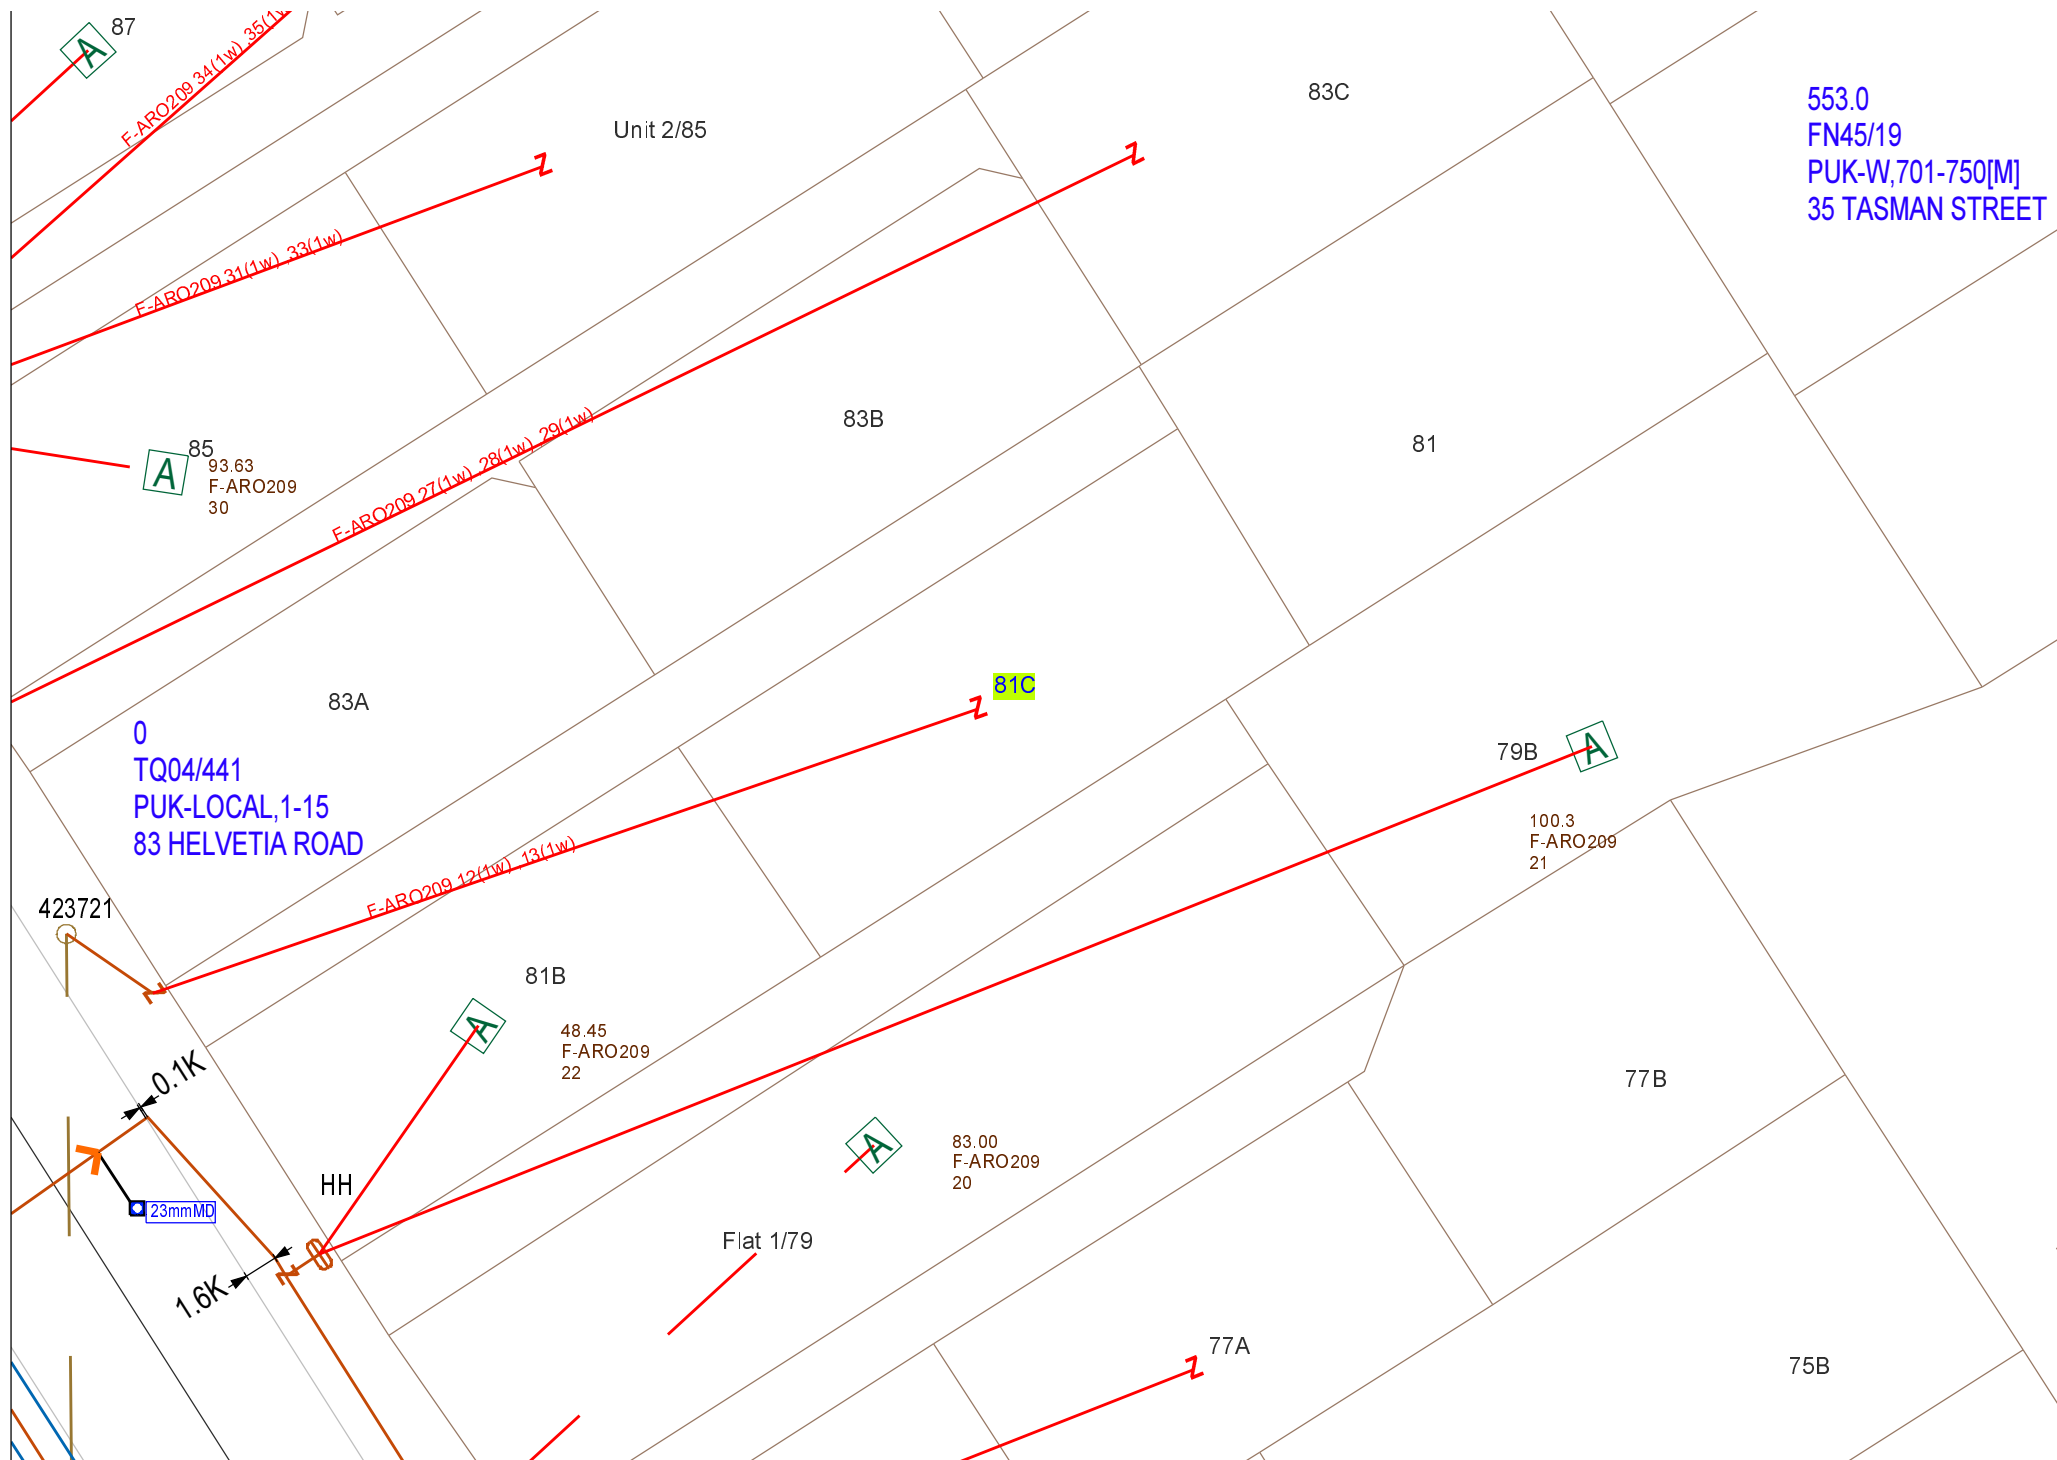 87
F-ARO209 34(1w) ,35(1w
Unit 2/85
83C
553.0
FN45/19
PUK-W,701-750[M]
35 TASMAN STREET
F-ARO209 31(1w) ,33(1w)
85
93.63
F-ARO209
30
A
A
83B
81
F-ARO209 27(1w) ,28(1w) ,29(1w)
83A
81C
0
TQ04/441
PUK-LOCAL,1-15
83 HELVETIA ROAD
79B
A
100.3
F-ARO209
21
F-ARO209 12(1w) ,13(1w)
423721
81B
A
48.45
F-ARO209
22
0.1K
77B
HH
23mmMD
A
83.00
F-ARO209
20
Flat 1/79
1.6K
77A
75B